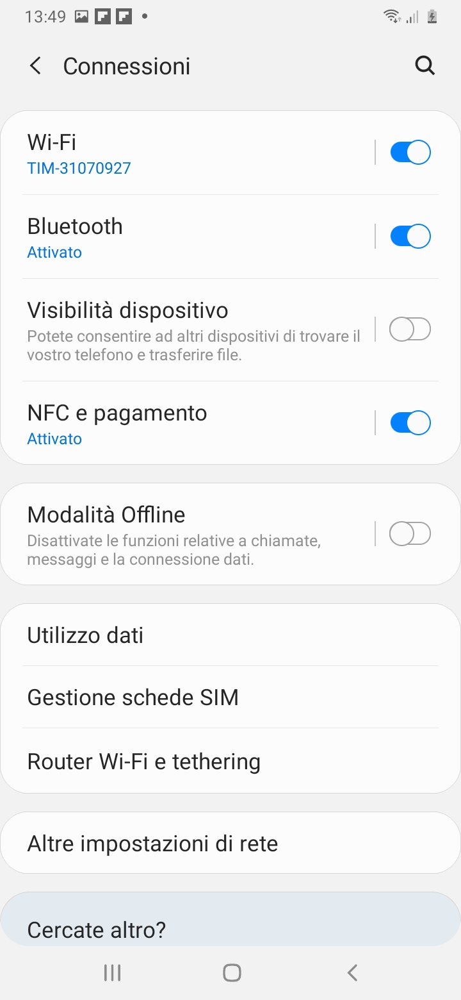 13:49
Connessioni
Wi-Fi
TIM-31070927
Bluetooth
Attivato
Visibilità dispositivo
Potete consentire ad altri dispositivi di trovare il
vostro telefono e trasferire file.
NFC e pagamento
Attivato
Modalità Offline
Disattivate le funzioni relative a chiamate,
messaggi e la connessione dati.
Utilizzo dati
Gestione schede SIM
Router Wi-Fi e tethering
Altre impostazioni di rete
Cercate altro?